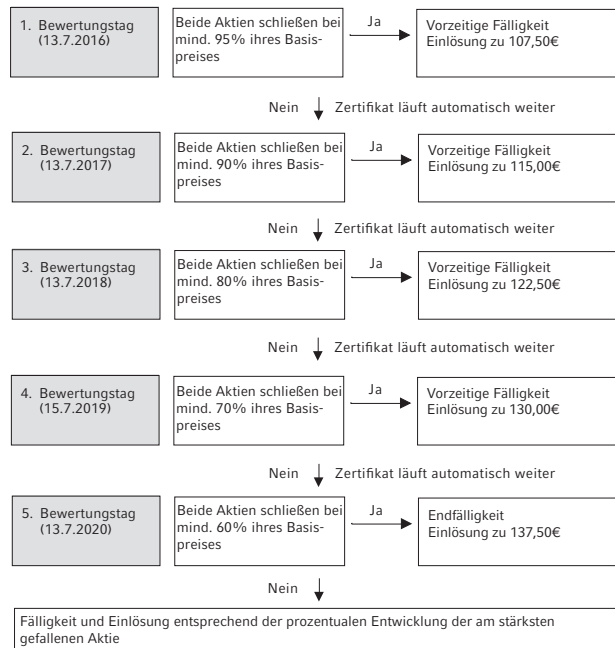 1. Bewertungstag
(13.7.2016)
Beide Aktien schließen bei
mind. 95% ihres Basis-
preises
Ja
Vorzeitige Fälligkeit
Einlösung zu 107,50€
Nein
Zertifikat läuft automatisch weiter
2. Bewertungstag
(13.7.2017)
Beide Aktien schließen bei
mind. 90% ihres Basis-
preises
Ja
Vorzeitige Fälligkeit
Einlösung zu 115,00€
Nein
Zertifikat läuft automatisch weiter
3. Bewertungstag
(13.7.2018)
Beide Aktien schließen bei
mind. 80% ihres Basis-
preises
Ja
Vorzeitige Fälligkeit
Einlösung zu 122,50€
Nein
Zertifikat läuft automatisch weiter
4. Bewertungstag
(15.7.2019)
Beide Aktien schließen bei
mind. 70% ihres Basis-
preises
Ja
Vorzeitige Fälligkeit
Einlösung zu 130,00€
Nein
Zertifikat läuft automatisch weiter
5. Bewertungstag
(13.7.2020)
Beide Aktien schließen bei
mind. 60% ihres Basis-
preises
Ja
Endfälligkeit
Einlösung zu 137,50€
Nein
Fälligkeit und Einlösung entsprechend der prozentualen Entwicklung der am stärksten
gefallenen Aktie